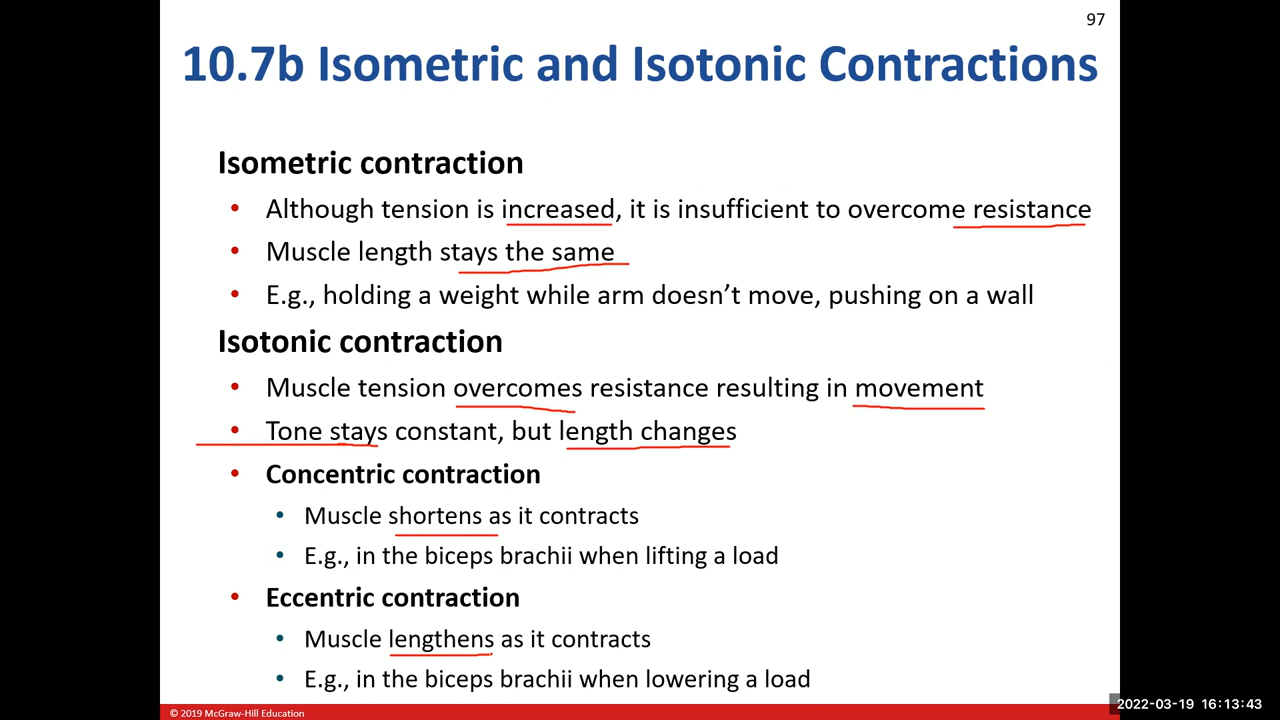 97
10.7b Isometric and Isotonic Contractions
Isometric contraction
• Although tension is increased, it is insufficient to overcome resistance
• Muscle length stays the same
• E.g., holding a weight while arm doesn’t move, pushing on a wall
Isotonic contraction
• Muscle tension overcomes resistance resulting in movement
• Tone stays constant, but length changes
• Concentric contraction
• Muscle shortens as it contracts
• E.g., in the biceps brachii when lifting a load
• Eccentric contraction
• Muscle lengthens as it contracts
• E.g., in the biceps brachii when lowering a load
© 2019 McGraw-Hill Education
2022-03-19 16:13:43